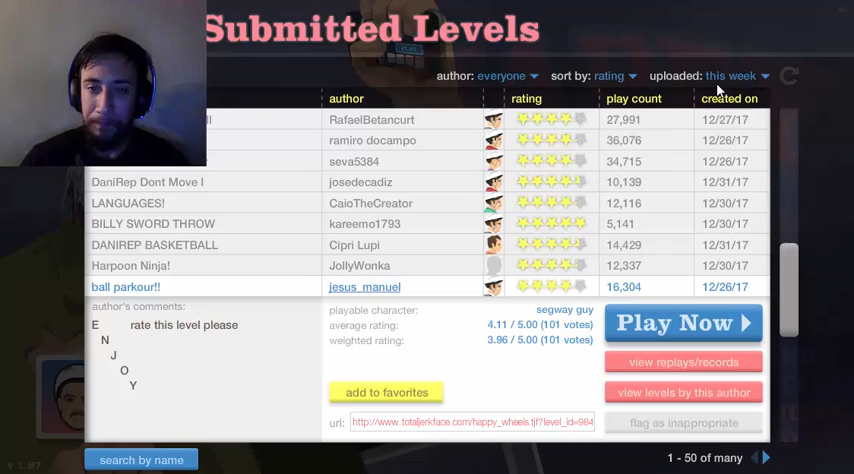 Submitted Levels
author: everyone sort by: rating uploaded: this week
author rating play count created on
ll RafaelBetancurt 27,991 12/27/17
ramiro docampo 36,076 12/26/17
seva5384 34,715 12/26/17
DaniRep Dont Move I josedecadiz 10,139 12/31/17
LANGUAGES! CaioTheCreator 12,116 12/30/17
BILLY SWORD THROW kareemo1793 5,141 12/30/17
DANIREP BASKETBALL Cipri Lupi 14,429 12/31/17
Harpoon Ninja! JollyWonka 12,337 12/30/17
ball parkour!! jesus_manuel 16,304 12/26/17
author's comments:
E rate this level please
N
J
O
Y
playable character: segway guy
average rating: 4.11 / 5.00 (101 votes)
weighted rating: 3.96 / 5.00 (101 votes)
add to favorites
url: http://www.totaljerkface.com/happy_wheels.tjf?level_id=984
Play Now
view replays/records
view levels by this author
flag as inappropriate
search by name
1 - 50 of many
v 1.87